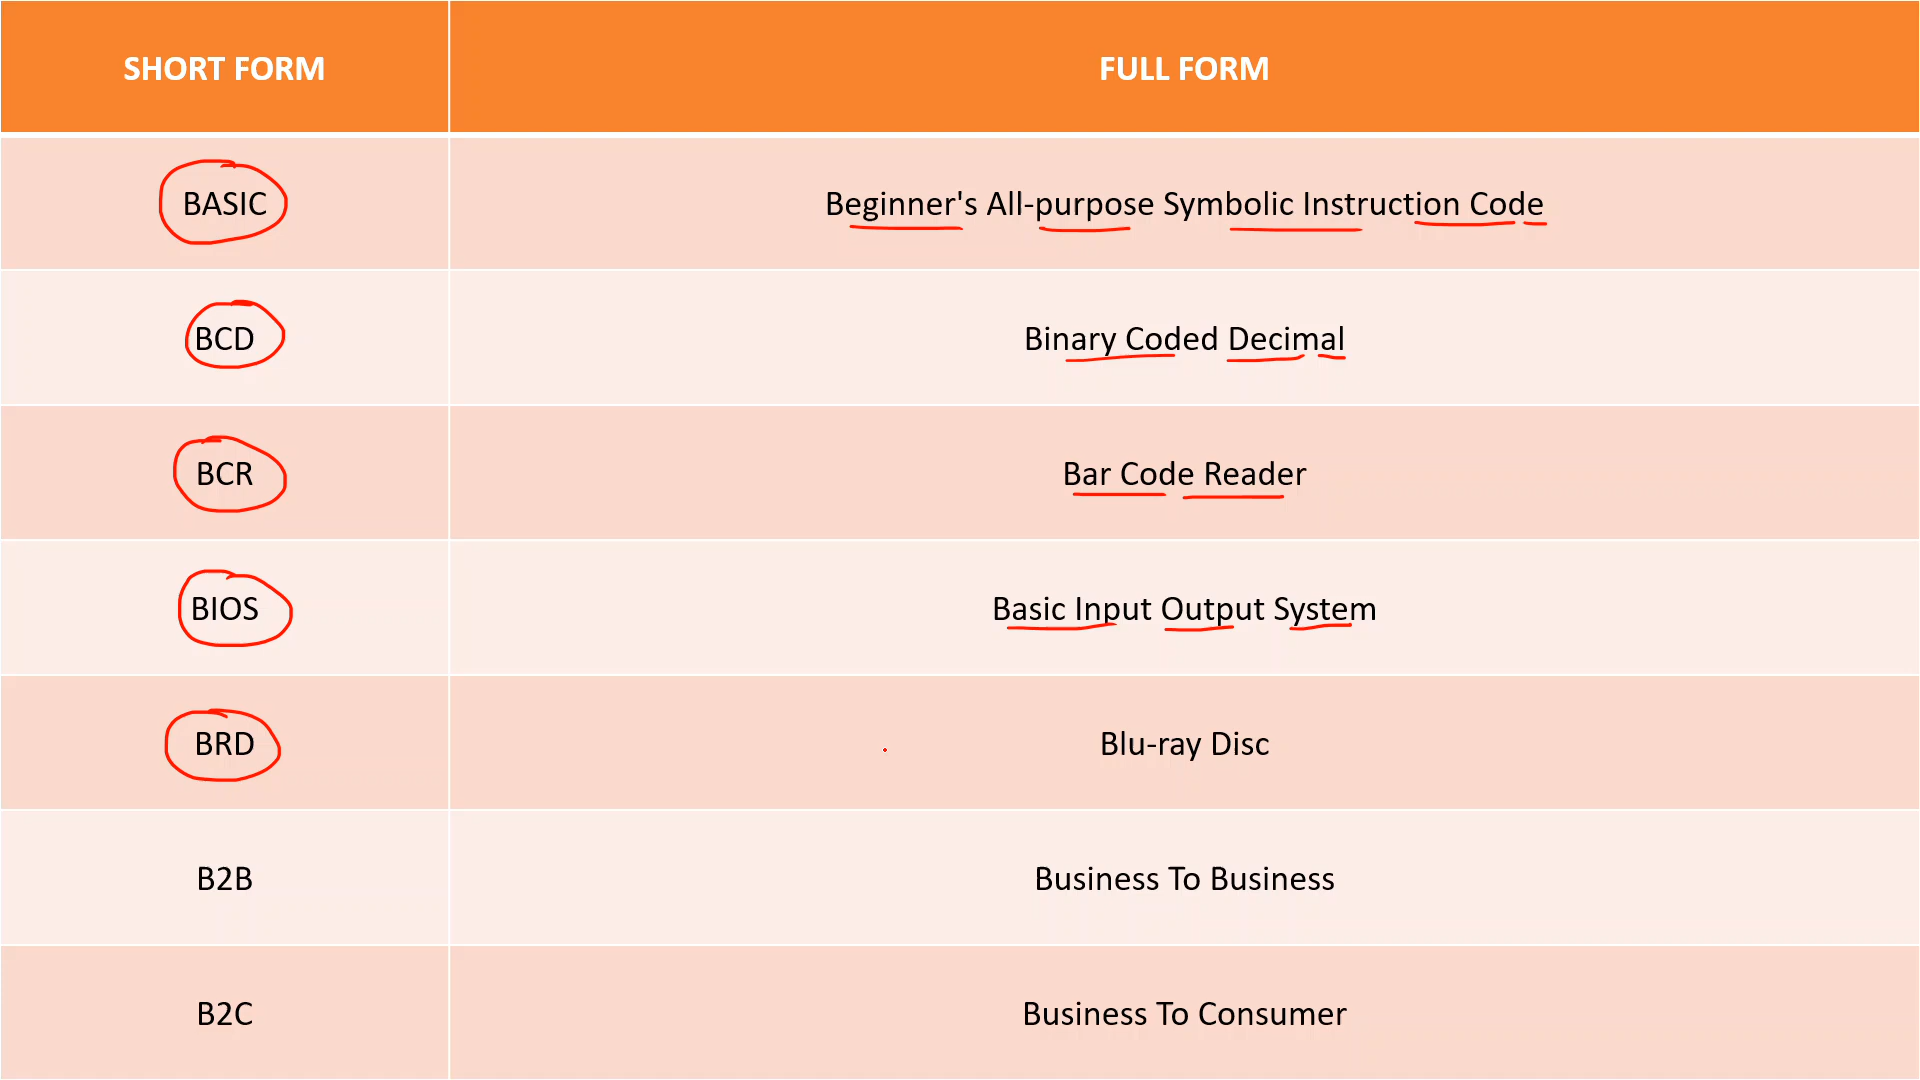 SHORT FORM FULL FORM
BASIC Beginner's All-purpose Symbolic Instruction Code
BCD Binary Coded Decimal
BCR Bar Code Reader
BIOS Basic Input Output System
BRD Blu-ray Disc
B2B Business To Business
B2C Business To Consumer